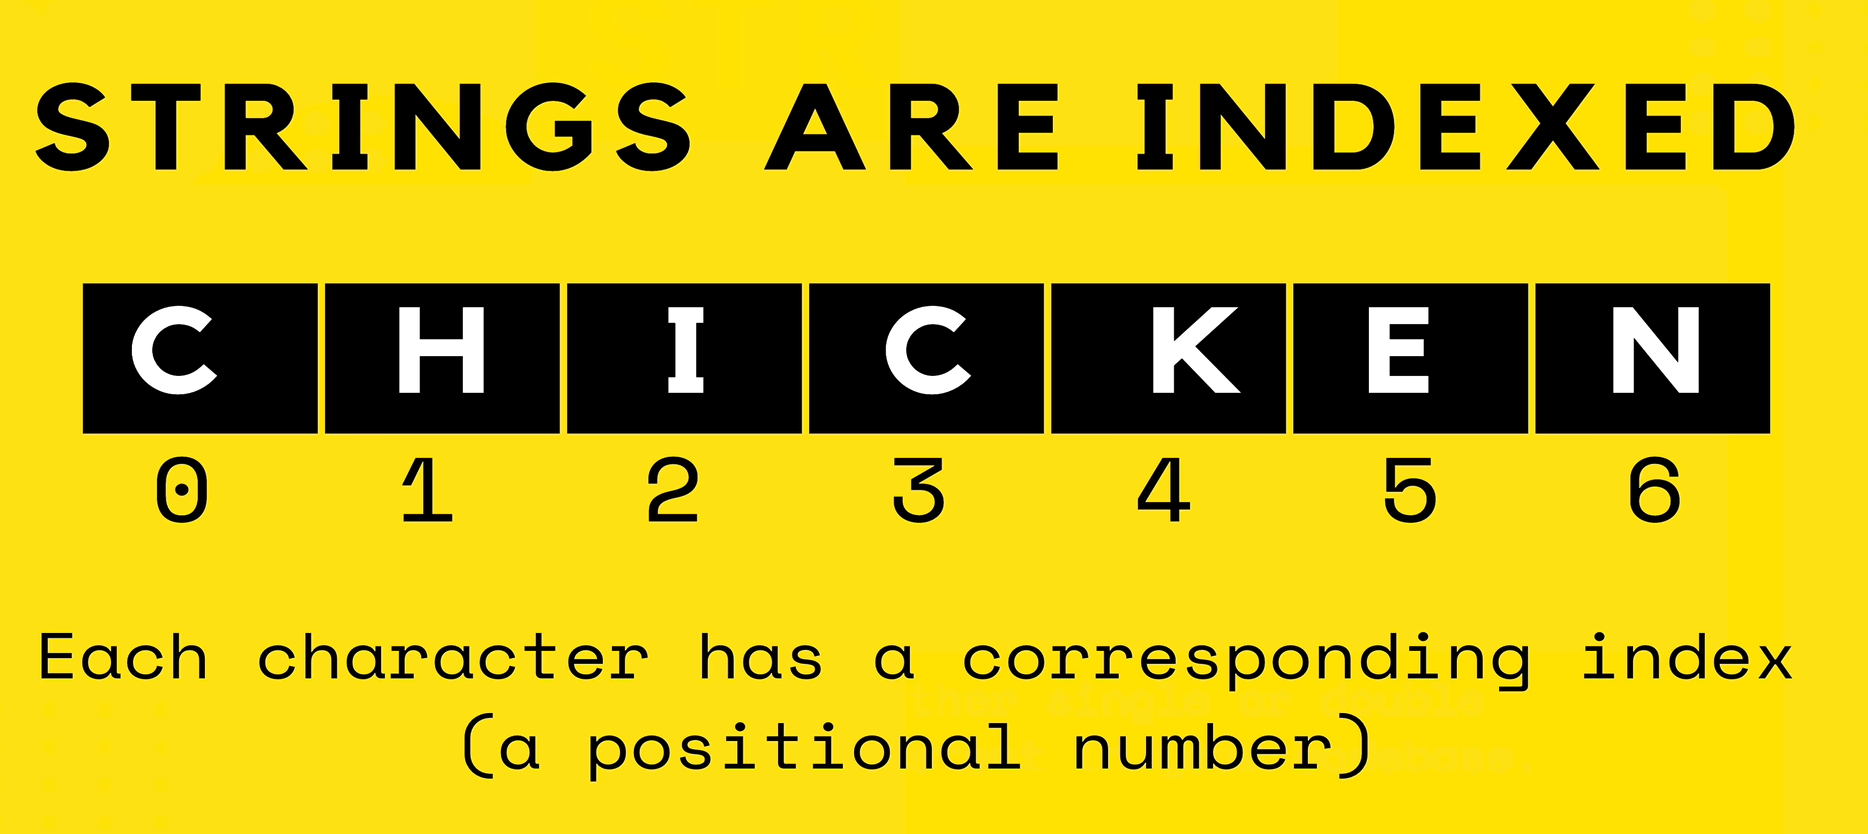 STRINGS ARE INDEXED
C H I C K E N
0 1 2 3 4 5 6
Each character has a corresponding index
(a positional number)